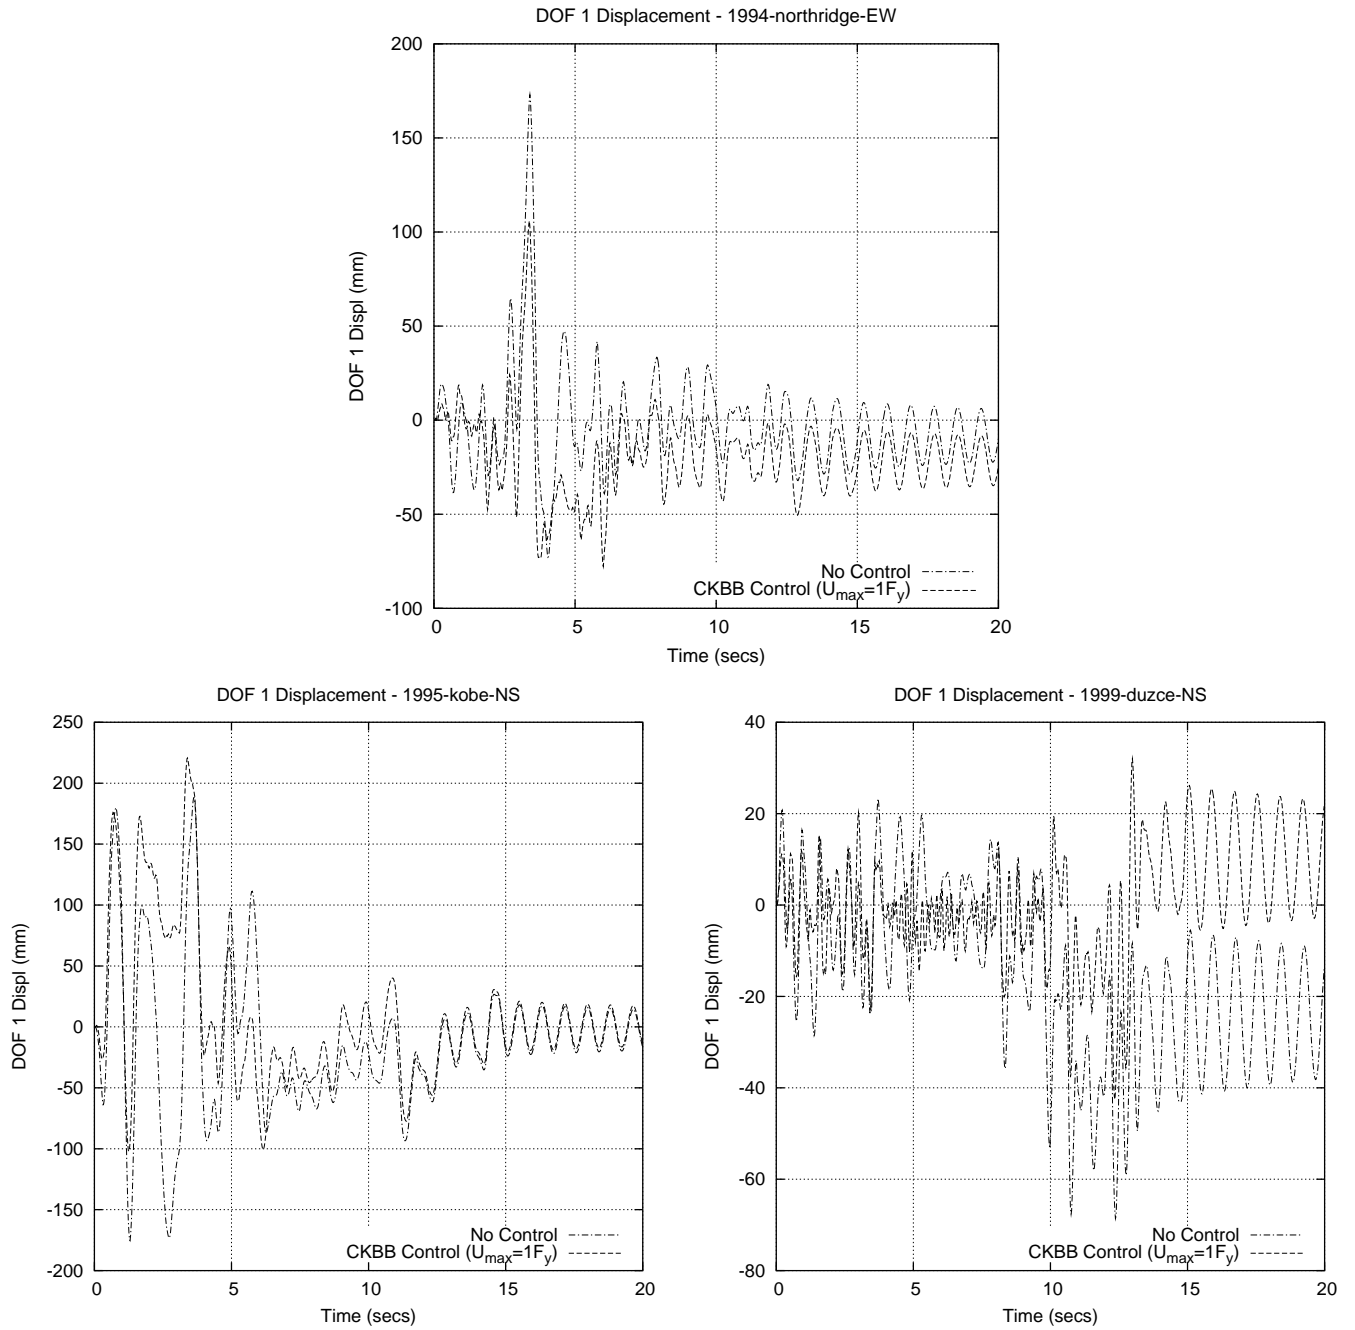 DOF 1 Displacement - 1994-northridge-EW
200
150
100
50
0
-50
-100
DOF 1 Displ (mm)
No Control
CKBB Control (Umax=1Fy)
0 5 10 15 20
Time (secs)
DOF 1 Displacement - 1995-kobe-NS
250
200
150
100
50
0
-50
-100
-150
-200
DOF 1 Displ (mm)
No Control
CKBB Control (Umax=1Fy)
0 5 10 15 20
Time (secs)
DOF 1 Displacement - 1999-duzce-NS
40
20
0
-20
-40
-60
-80
DOF 1 Displ (mm)
No Control
CKBB Control (Umax=1Fy)
0 5 10 15 20
Time (secs)